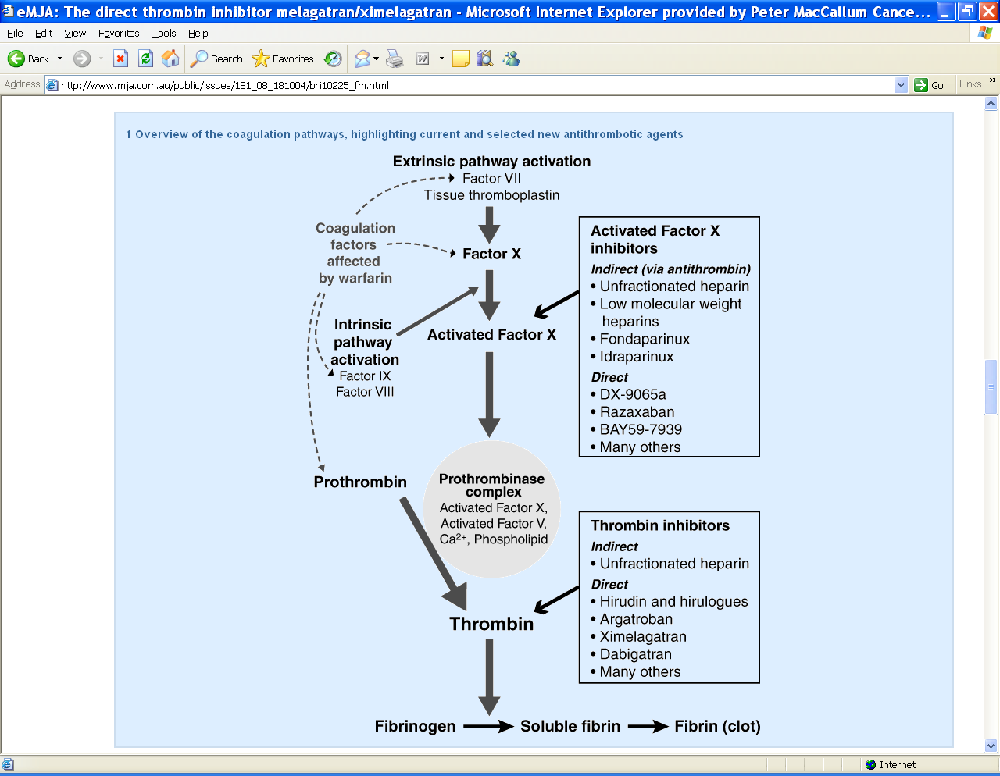 eMJA: The direct thrombin inhibitor melagatran/ximelagatran - Microsoft Internet Explorer provided by Peter MacCallum Cance...
File Edit View Favorites Tools Help
Back Search Favorites
Address http://www.mja.com.au/public/issues/181_08_181004/bri10225_fm.html Go Links »
1 Overview of the coagulation pathways, highlighting current and selected new antithrombotic agents
Extrinsic pathway activation
Factor VII
Tissue thromboplastin
Coagulation
factors
affected
by warfarin
Factor X
Intrinsic
pathway
activation
Factor IX
Factor VIII
Activated Factor X
Activated Factor X
inhibitors
Indirect (via antithrombin)
• Unfractionated heparin
• Low molecular weight
heparins
• Fondaparinux
• Idraparinux
Direct
• DX-9065a
• Razaxaban
• BAY59-7939
• Many others
Prothrombin
Prothrombinase
complex
Activated Factor X,
Activated Factor V,
Ca2+, Phospholipid
Thrombin inhibitors
Indirect
• Unfractionated heparin
Direct
• Hirudin and hirulogues
• Argatroban
• Ximelagatran
• Dabigatran
• Many others
Thrombin
Fibrinogen Soluble fibrin Fibrin (clot)
Internet